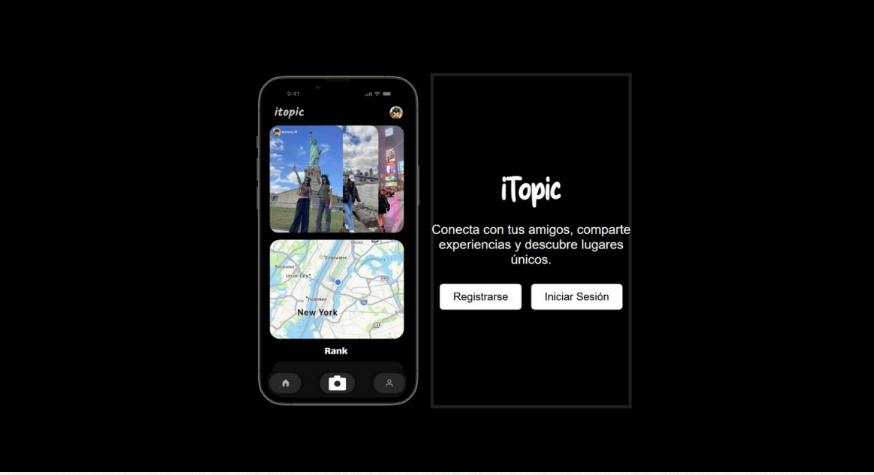 9:41
itopic
New York
Rank
iTopic
Conecta con tus amigos, comparte
experiencias y descubre lugares
únicos.
Registrarse
Iniciar Sesión